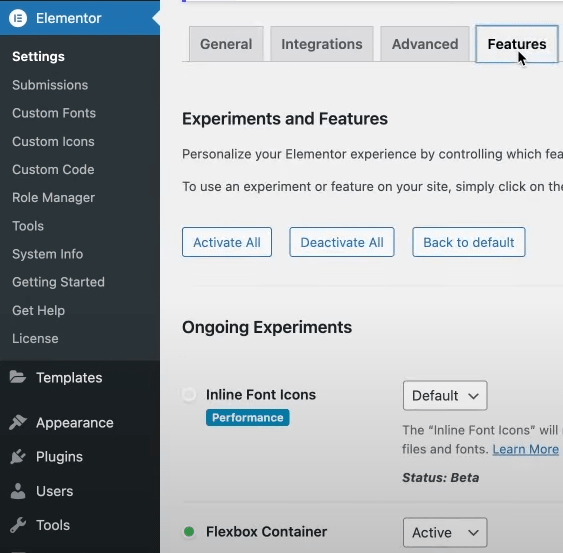 Elementor
Settings
Submissions
Custom Fonts
Custom Icons
Custom Code
Role Manager
Tools
System Info
Getting Started
Get Help
License
Templates
Appearance
Plugins
Users
Tools
General
Integrations
Advanced
Features
Experiments and Features
Personalize your Elementor experience by controlling which fea
To use an experiment or feature on your site, simply click on the
Activate All
Deactivate All
Back to default
Ongoing Experiments
Inline Font Icons
Performance
Default
The “Inline Font Icons” will
files and fonts. Learn More
Status: Beta
Flexbox Container
Active